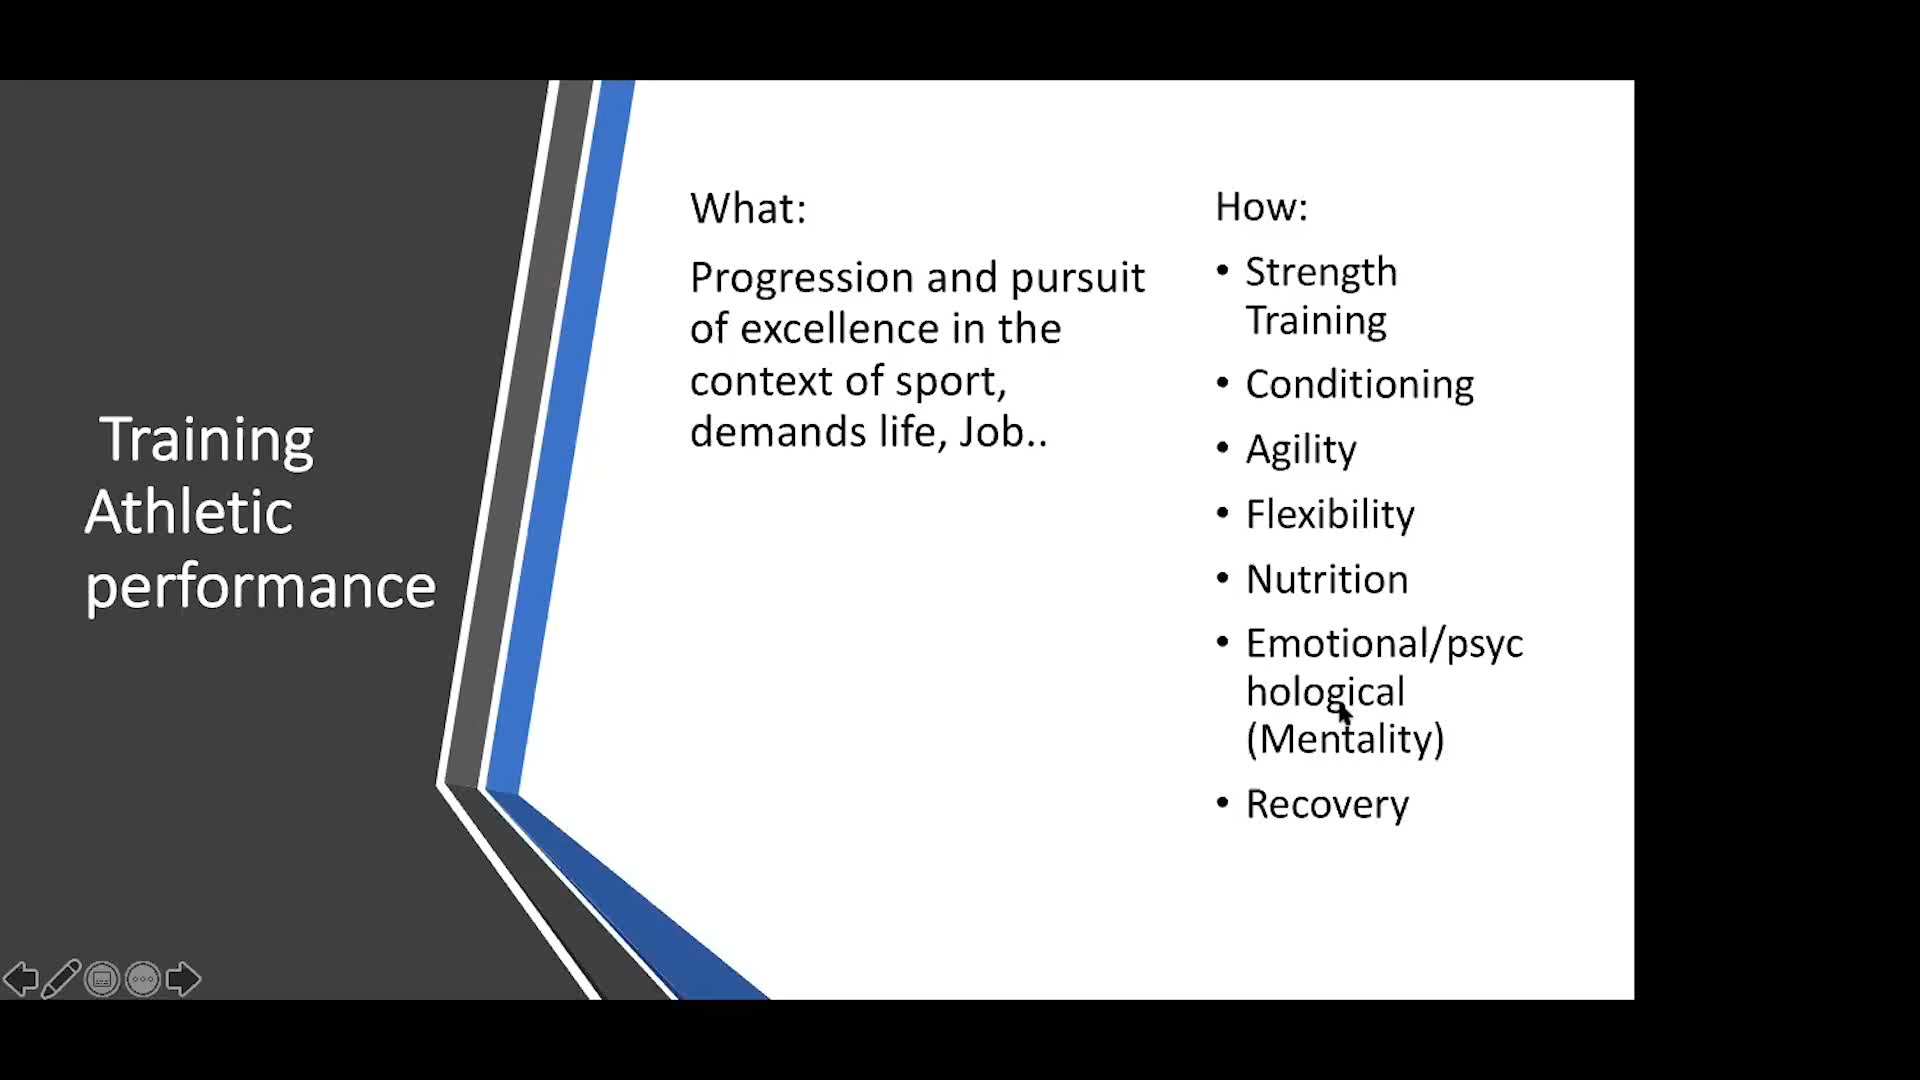 Training
Athletic
performance
What:
Progression and pursuit
of excellence in the
context of sport,
demands life, Job..
How:
• Strength
Training
• Conditioning
• Agility
• Flexibility
• Nutrition
• Emotional/psyc
hological
(Mentality)
• Recovery